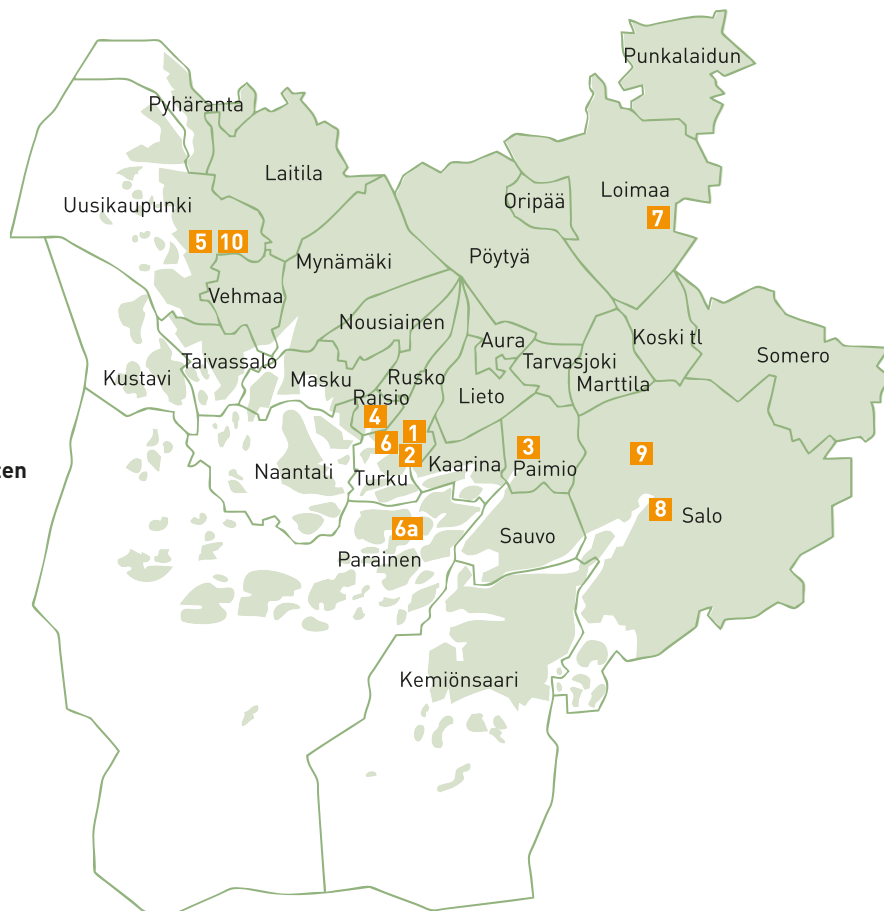 Punkalaidun
Pyhäranta
Laitila
Loimaa
Oripää
Uusikaupunki
7
5 10
Pöytyä
Mynämäki
Vehmaa
Nousiainen
Aura
Koski tl
Taivassalo
Tarvasjoki
Somero
Kustavi
Masku
Rusko
Marttila
Raisio
Lieto
4
1
6
2
3
9
ten
Naantali
Turku
Kaarina
Paimio
8
Salo
6a
Sauvo
Parainen
Kemiönsaari